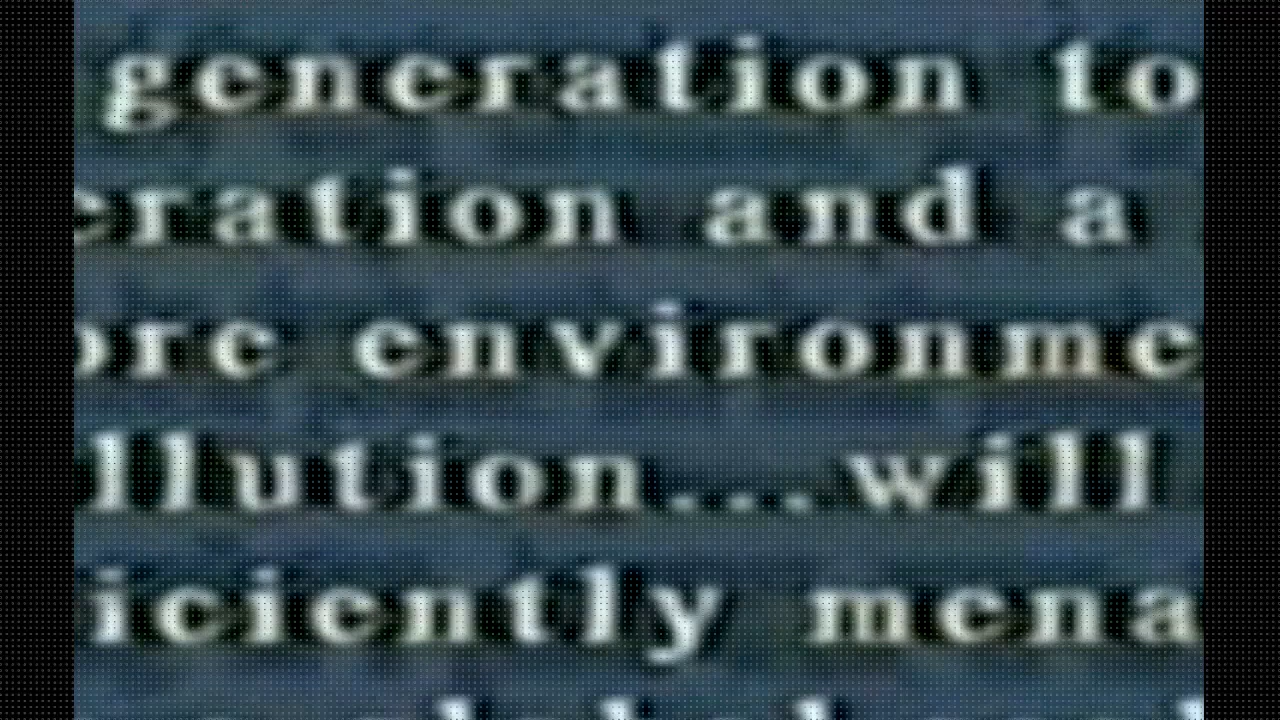 generation to
eration and a
ore environme
llution...will
iciently mena